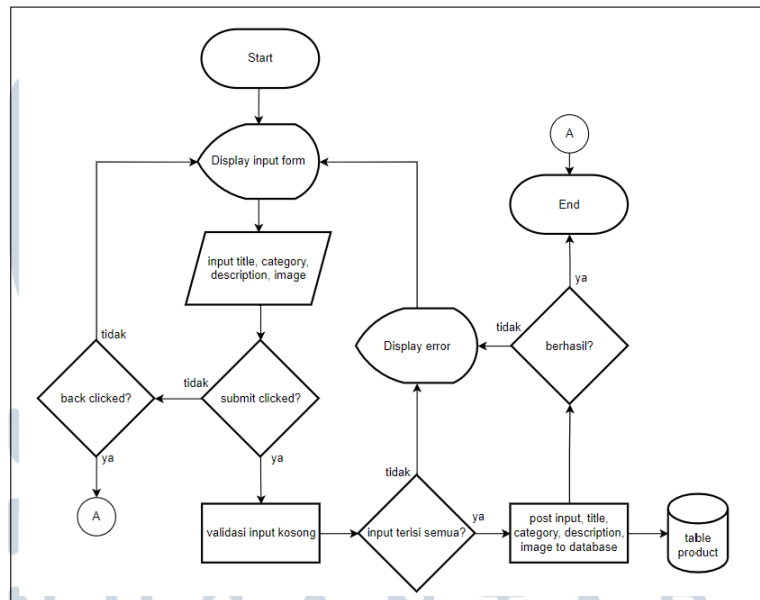 Start
A
Display input form
End
input title, category,
description, image
ya
tidak
tidak
Display error
berhasil?
tidak
back clicked?
submit clicked?
ya
ya
tidak
A
validasi input kosong
input terisi semua?
ya
post input, title,
category, description,
image to database
table
product